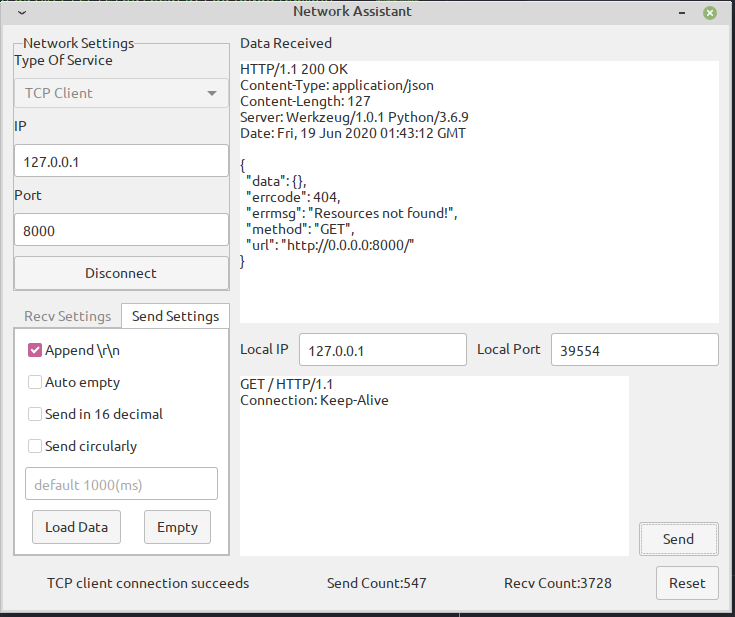 Network Assistant
Network Settings
Type Of Service
TCP Client
IP
127.0.0.1
Port
8000
Disconnect
Recv Settings
Send Settings
Append \r\n
Auto empty
Send in 16 decimal
Send circularly
default 1000(ms)
Load Data
Empty
Data Received
HTTP/1.1 200 OK
Content-Type: application/json
Content-Length: 127
Server: Werkzeug/1.0.1 Python/3.6.9
Date: Fri, 19 Jun 2020 01:43:12 GMT
{
"data": {},
"errcode": 404,
"errmsg": "Resources not found!",
"method": "GET",
"url": "http://0.0.0.0:8000/"
}
Local IP
127.0.0.1
Local Port
39554
GET / HTTP/1.1
Connection: Keep-Alive
Send
TCP client connection succeeds
Send Count:547
Recv Count:3728
Reset